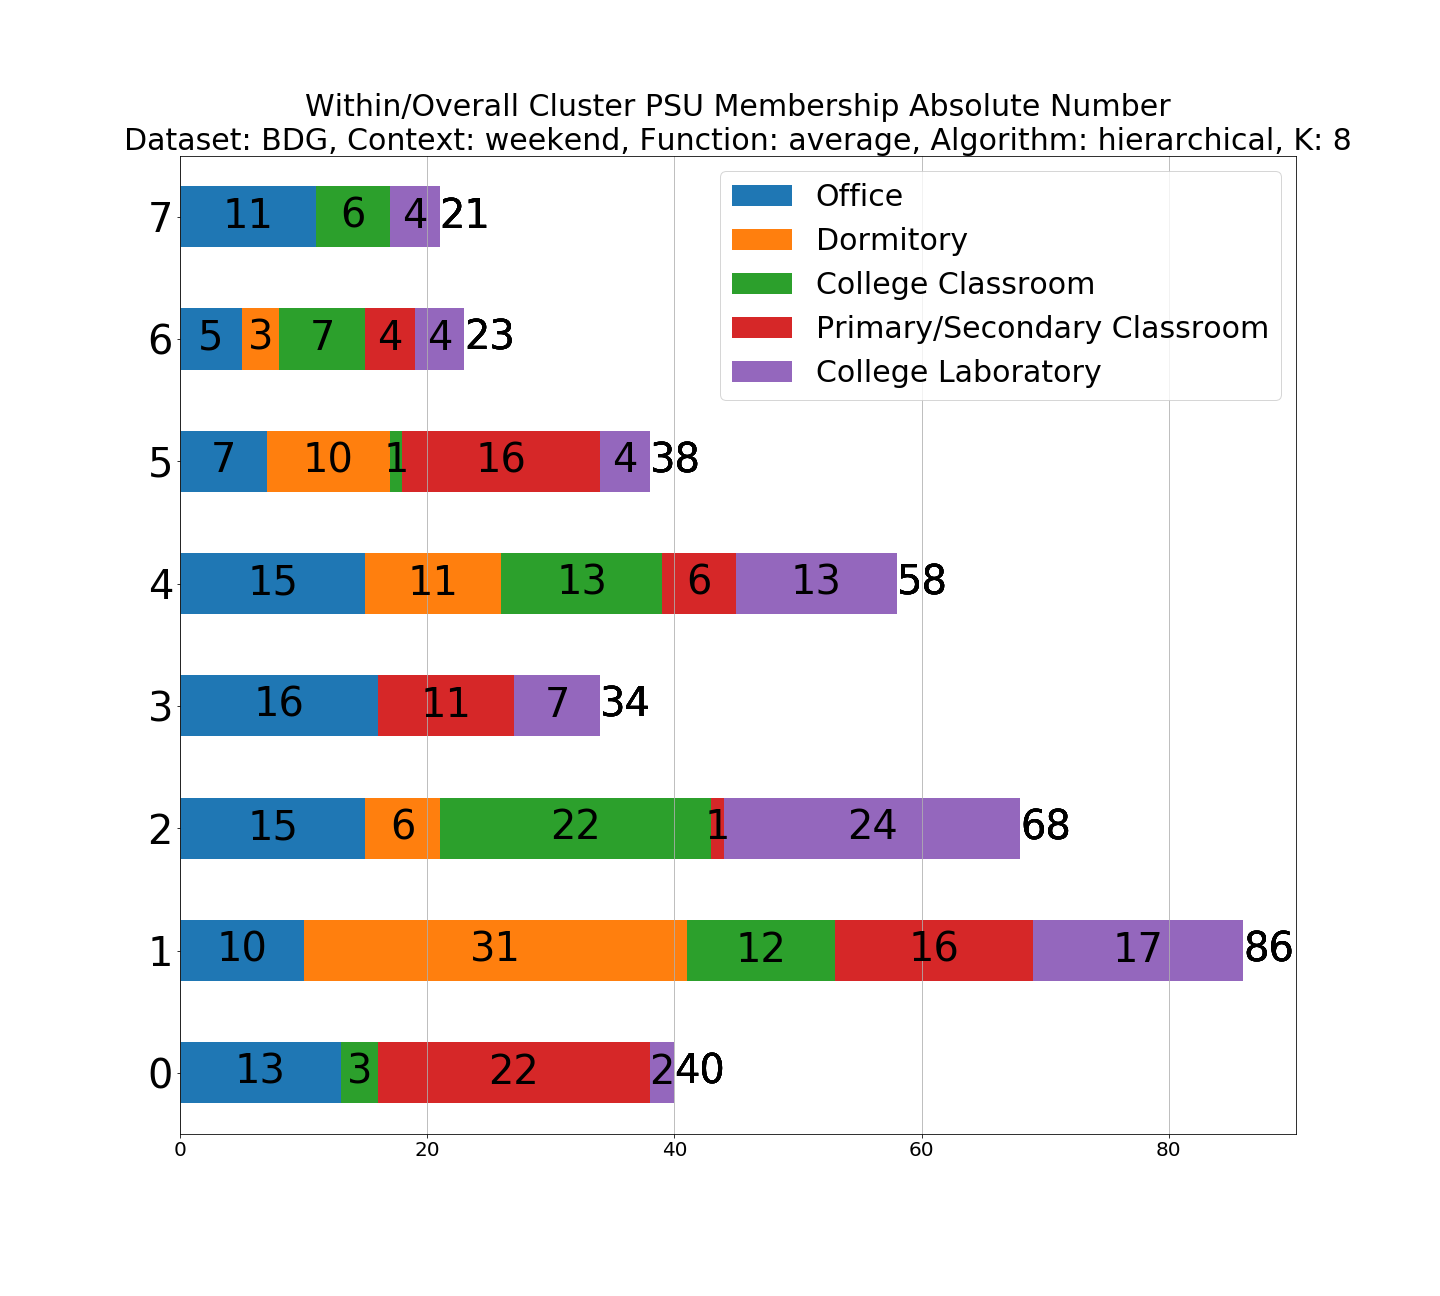 Within/Overall Cluster PSU Membership Absolute Number
Dataset: BDG, Context: weekend, Function: average, Algorithm: hierarchical, K: 8
Office
Dormitory
College Classroom
Primary/Secondary Classroom
College Laboratory
7 11 6 4 21
6 5 3 7 4 4 23
5 7 10 1 16 4 38
4 15 11 13 6 13 58
3 16 11 7 34
2 15 6 22 1 24 68
1 10 31 12 16 17 86
0 13 3 22 2 40
0 20 40 60 80